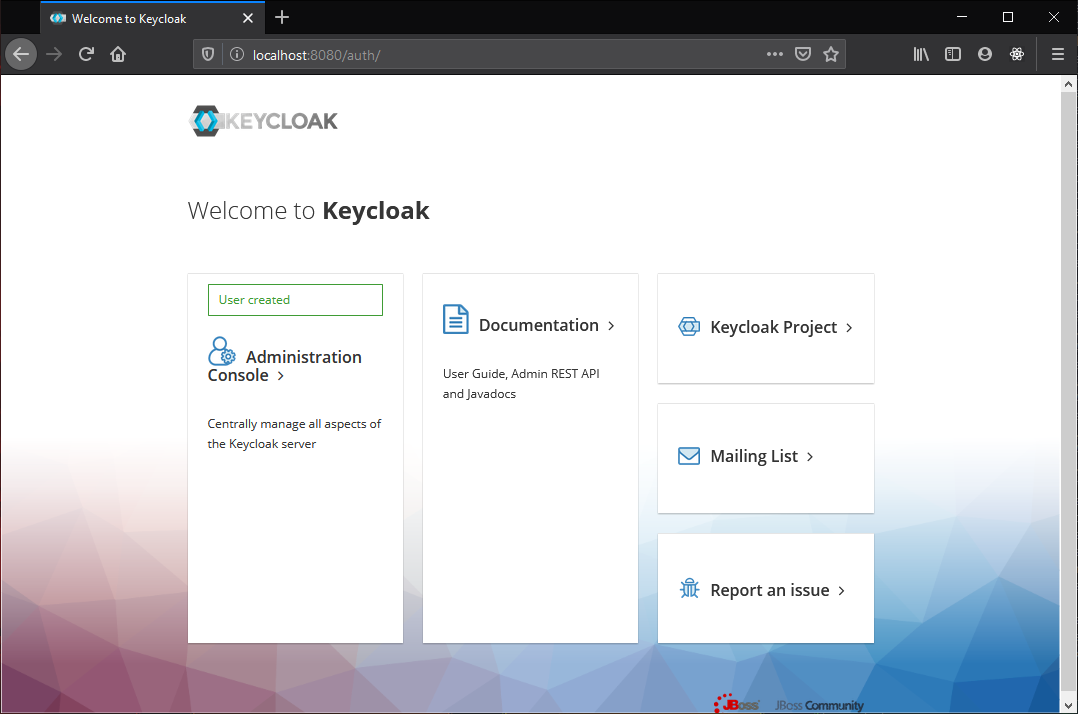 Welcome to Keycloak
localhost:8080/auth/
KEYCLOAK
Welcome to Keycloak
User created
Administration
Console
Centrally manage all aspects of
the Keycloak server
Documentation
User Guide, Admin REST API
and Javadocs
Keycloak Project
Mailing List
Report an issue
JBoss JBoss Community